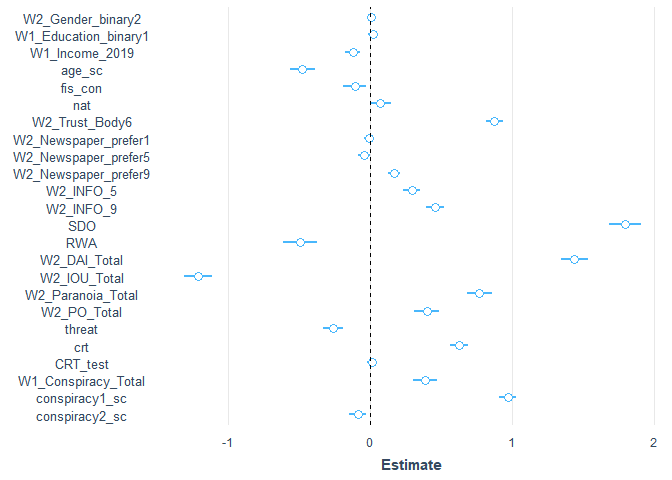 W2_Gender_binary2
W1_Education_binary1
W1_Income_2019
age_sc
fis_con
nat
W2_Trust_Body6
W2_Newspaper_prefer1
W2_Newspaper_prefer5
W2_Newspaper_prefer9
W2_INFO_5
W2_INFO_9
SDO
RWA
W2_DAI_Total
W2_IOU_Total
W2_Paranoia_Total
W2_PO_Total
threat
crt
CRT_test
W1_Conspiracy_Total
conspiracy1_sc
conspiracy2_sc
-1 0 1 2
Estimate